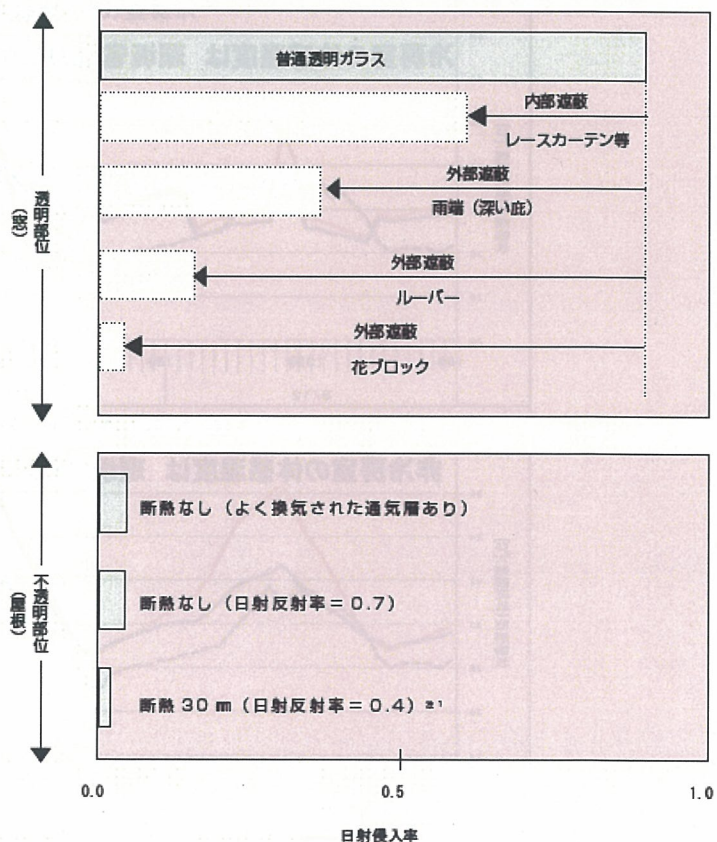 普通透明ガラス
内部遮蔽
レースカーテン等
外部遮蔽
雨端（深い庇）
外部遮蔽
ルーバー
外部遮蔽
花ブロック
透明部位
（窓）
断熱なし（よく換気された通気層あり）
断熱なし（日射反射率＝0.7）
断熱30㎜（日射反射率＝0.4）
不透明部位
（屋根）
0.0
0.5
1.0
日射侵入率